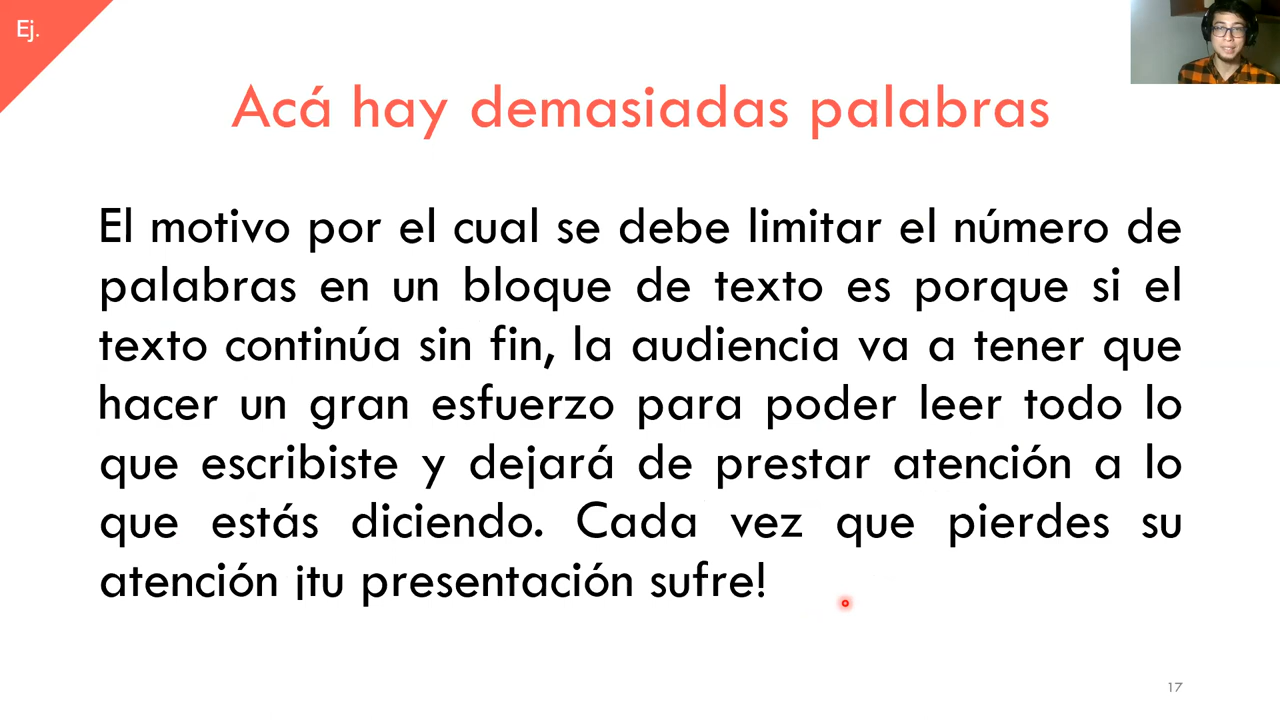 Ej.
Acá hay demasiadas palabras
El motivo por el cual se debe limitar el número de
palabras en un bloque de texto es porque si el
texto continúa sin fin, la audiencia va a tener que
hacer un gran esfuerzo para poder leer todo lo
que escribiste y dejará de prestar atención a lo
que estás diciendo. Cada vez que pierdes su
atención ¡tu presentación sufre!
17